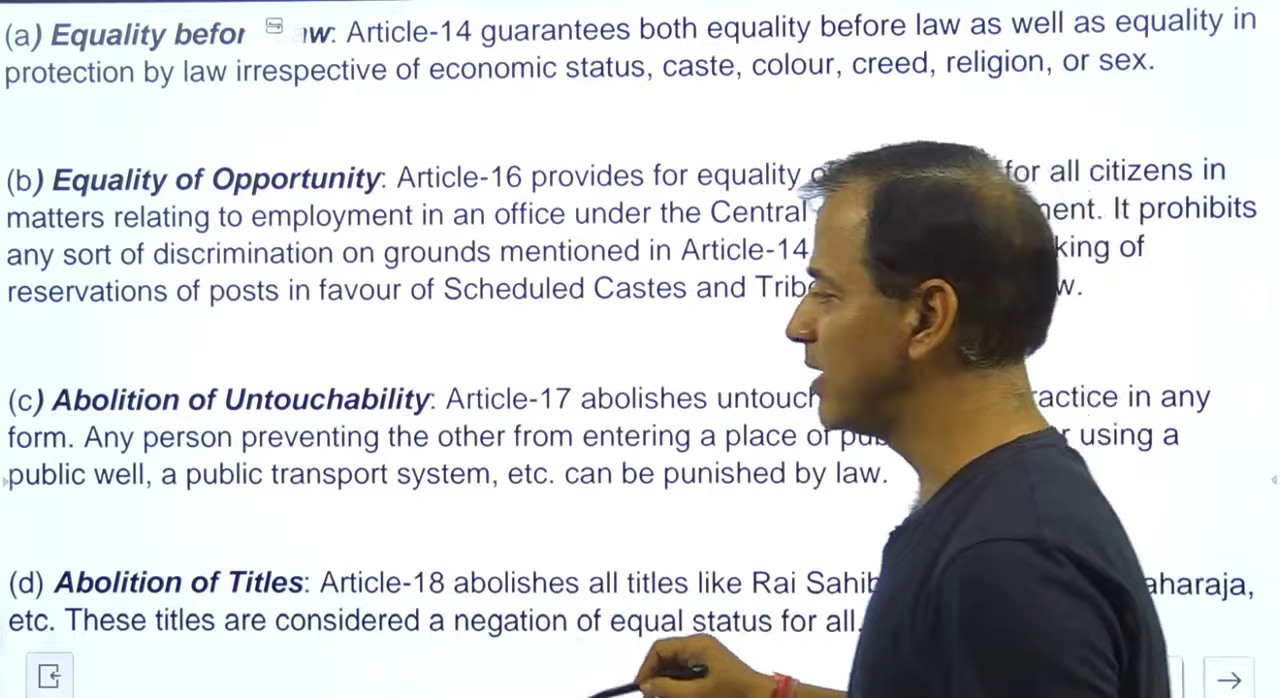 (a) Equality befor w: Article-14 guarantees both equality before law as well as equality in
protection by law irrespective of economic status, caste, colour, creed, religion, or sex.
(b) Equality of Opportunity: Article-16 provides for equality for all citizens in
matters relating to employment in an office under the Central ment. It prohibits
any sort of discrimination on grounds mentioned in Article-14 king of
reservations of posts in favour of Scheduled Castes and w.
(c) Abolition of Untouchability: Article-17 abolishes untouch ractice in any
form. Any person preventing the other from entering a place of using a
public well, a public transport system, etc. can be punished by law.
(d) Abolition of Titles: Article-18 abolishes all titles like Rai Sahib aharaja,
etc. These titles are considered a negation of equal status for all.